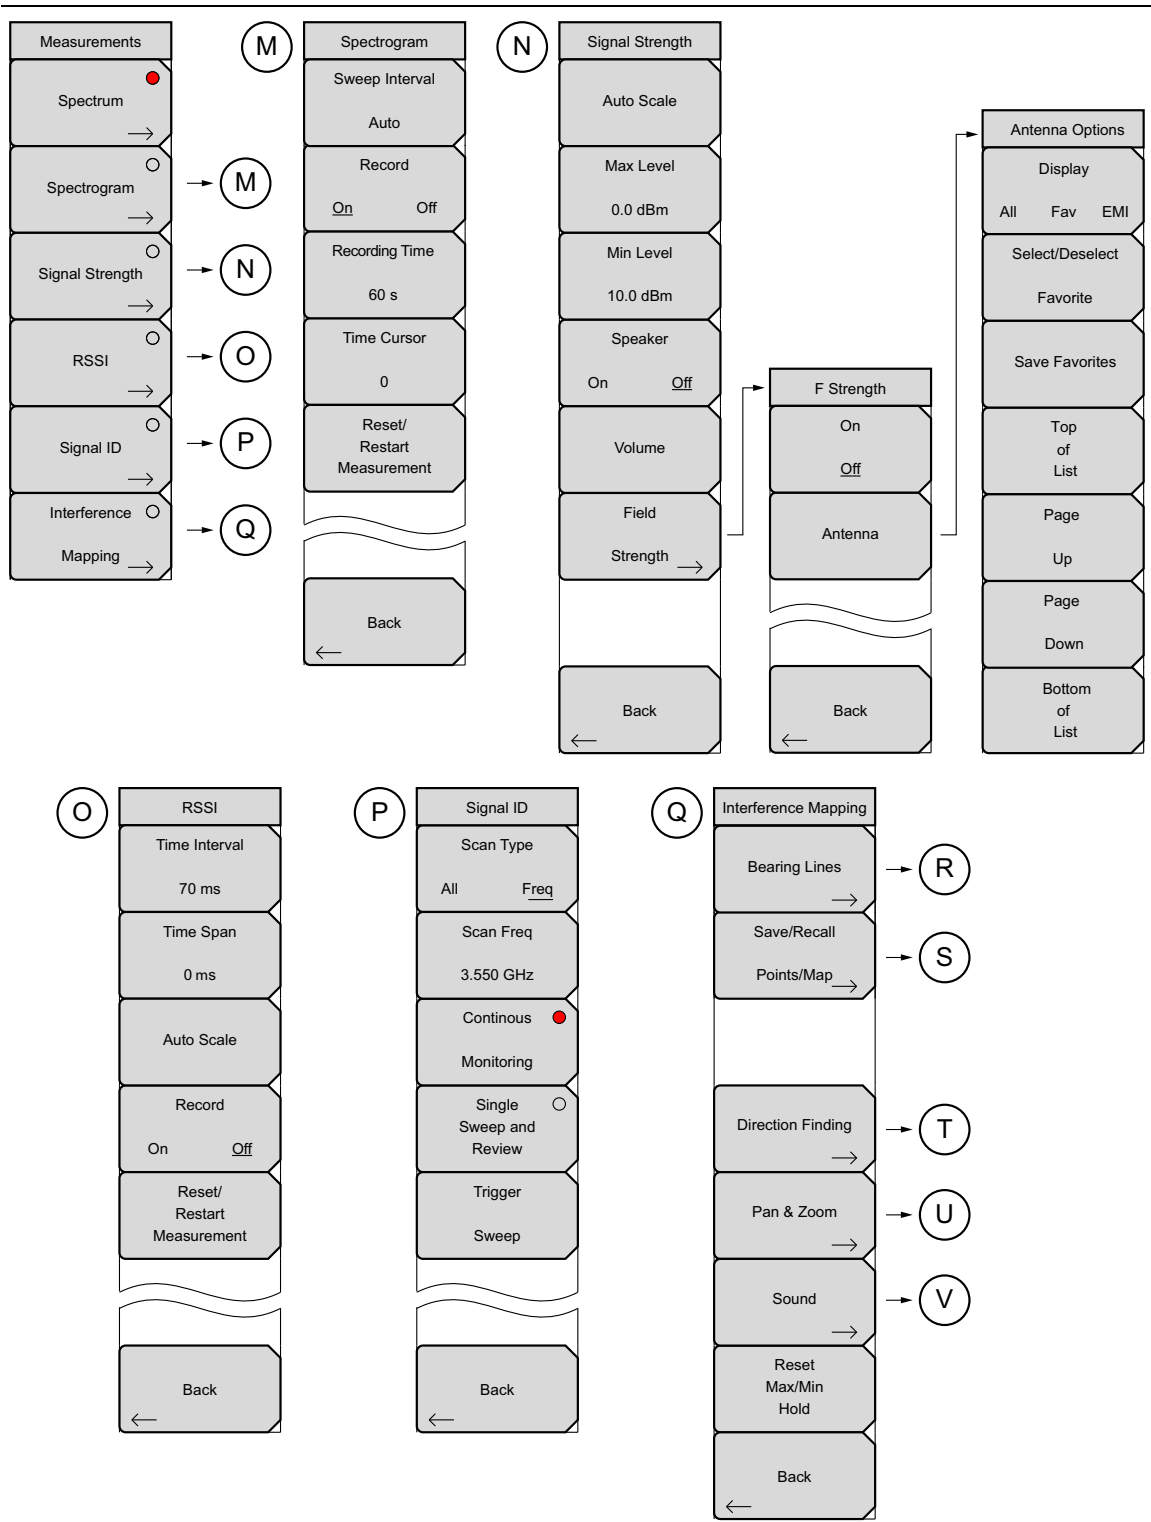 Measurements
Spectrum
Spectrogram
Signal Strength
RSSI
Signal ID
Interference
Mapping
M
N
O
P
Q
M
Spectrogram
Sweep Interval
Auto
Record
On Off
Recording Time
60 s
Time Cursor
0
Reset/
Restart
Measurement
Back
N
Signal Strength
Auto Scale
Max Level
0.0 dBm
Min Level
10.0 dBm
Speaker
On Off
Volume
Field
Strength
Back
F Strength
On
Off
Antenna
Back
Antenna Options
Display
All Fav EMI
Select/Deselect
Favorite
Save Favorites
Top
of
List
Page
Up
Page
Down
Bottom
of
List
O
RSSI
Time Interval
70 ms
Time Span
0 ms
Auto Scale
Record
On Off
Reset/
Restart
Measurement
Back
P
Signal ID
Scan Type
All Freq
Scan Freq
3.550 GHz
Continous
Monitoring
Single
Sweep and
Review
Trigger
Sweep
Back
Q
Interference Mapping
Bearing Lines
Save/Recall
Points/Map
Direction Finding
Pan & Zoom
Sound
Reset
Max/Min
Hold
Back
R
S
T
U
V